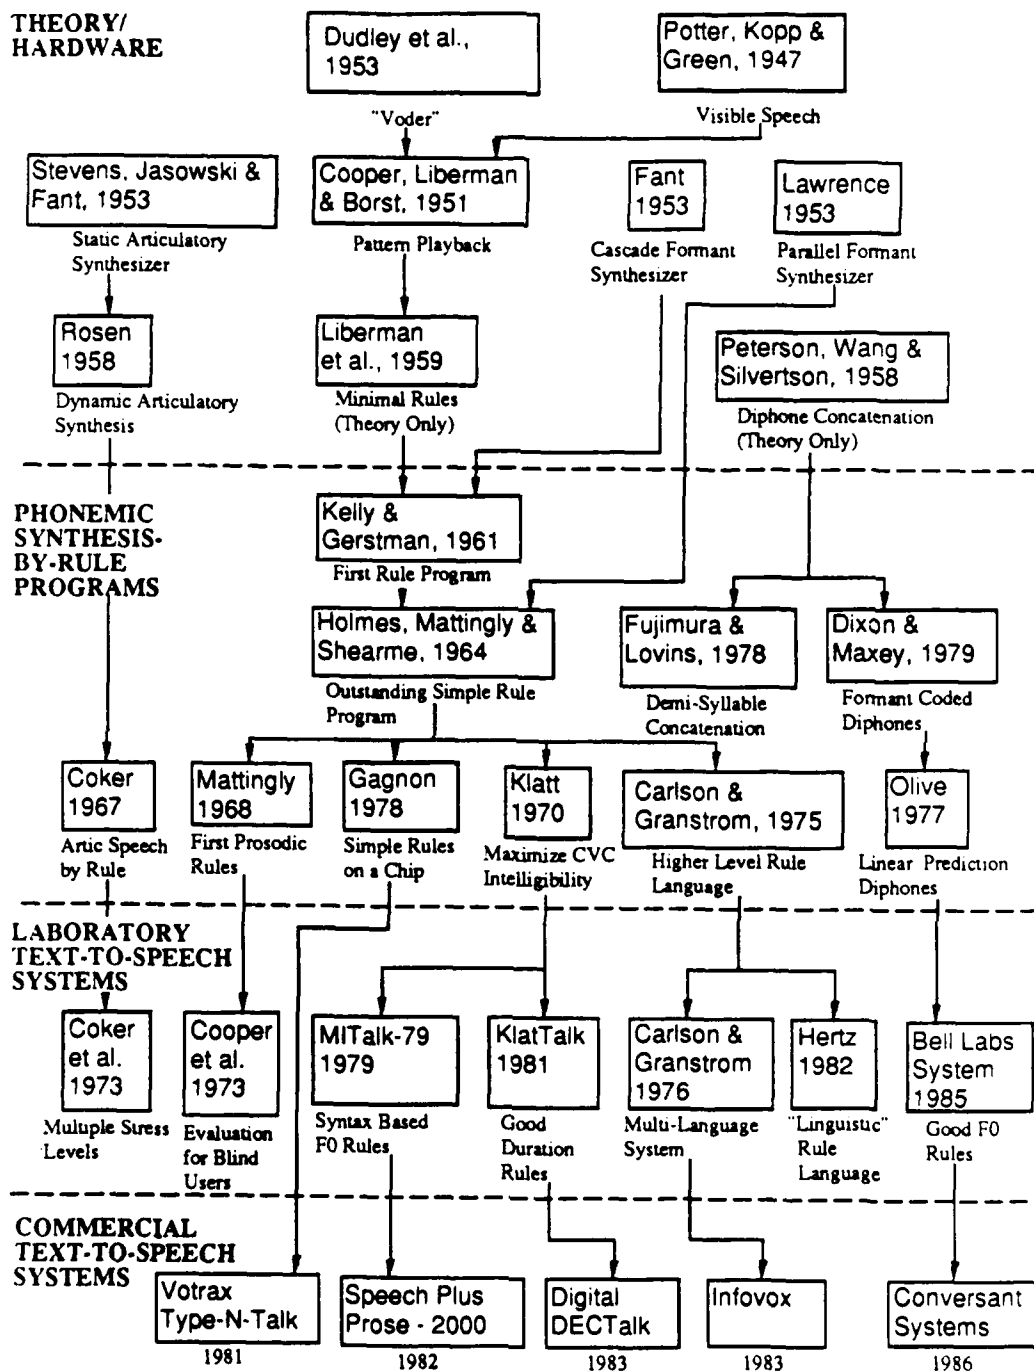 THEORY/
HARDWARE
Dudley et al.,
1953
Potter, Kopp &
Green, 1947
"Voder"
Visible Speech
Stevens, Jasowski &
Fant, 1953
Cooper, Liberman
& Borst, 1951
Fant
1953
Lawrence
1953
Static Articulatory
Synthesizer
Pattern Playback
Cascade Formant
Synthesizer
Parallel Formant
Synthesizer
Rosen
1958
Liberman
et al., 1959
Peterson, Wang &
Silvertson, 1958
Dynamic Articulatory
Synthesis
Minimal Rules
(Theory Only)
Diphone Concatenation
(Theory Only)
PHONEMIC
SYNTHESIS-
BY-RULE
PROGRAMS
Kelly &
Gerstman, 1961
First Rule Program
Holmes, Mattingly &
Shearme, 1964
Fujimura &
Lovins, 1978
Dixon &
Maxey, 1979
Outstanding Simple Rule
Program
Demi-Syllable
Concatenation
Formant Coded
Diphones
Coker
1967
Mattingly
1968
Gagnon
1978
Klatt
1970
Carlson &
Granstrom, 1975
Olive
1977
Artic Speech
by Rule
First Prosodic
Rules
Simple Rules
on a Chip
Maximize CVC
Intelligibility
Higher Level Rule
Language
Linear Prediction
Diphones
LABORATORY
TEXT-TO-SPEECH
SYSTEMS
Coker
et al.
1973
Cooper
et al.
1973
MITalk-79
1979
KlatTalk
1981
Carlson &
Granstrom
1976
Hertz
1982
Bell Labs
System
1985
Multiple Stress
Levels
Evaluation
for Blind
Users
Syntax Based
F0 Rules
Good
Duration
Rules
Multi-Language
System
"Linguistic"
Rule
Language
Good F0
Rules
COMMERCIAL
TEXT-TO-SPEECH
SYSTEMS
Votrax
Type-N-Talk
Speech Plus
Prose - 2000
Digital
DECTalk
Infovox
Conversant
Systems
1981
1982
1983
1983
1986